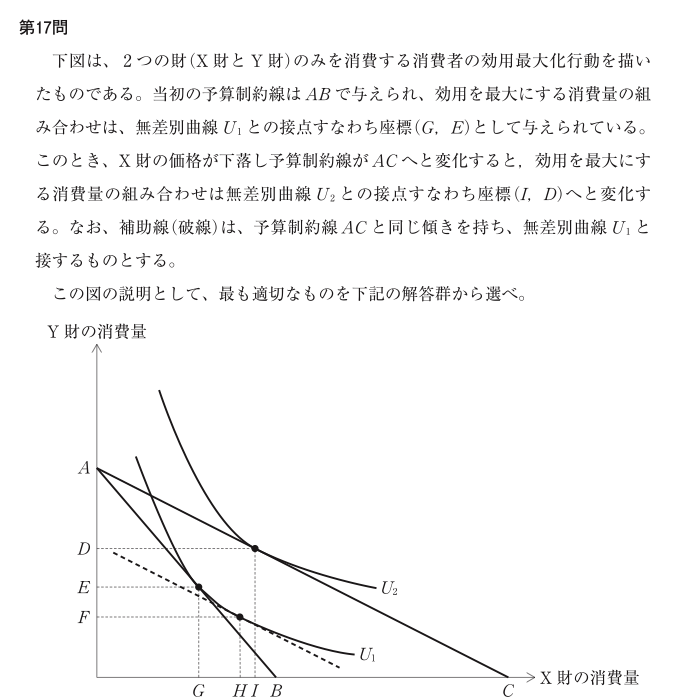 第17問
下図は、２つの財（X 財と Y 財）のみを消費する消費者の効用最大化行動を描い
たものである。当初の予算制約線は AB で与えられ、効用を最大にする消費量の組
み合わせは、無差別曲線 U₁ との接点すなわち座標（G，E）として与えられている。
このとき、X 財の価格が下落し予算制約線が AC へと変化すると，効用を最大にす
る消費量の組み合わせは無差別曲線 U₂ との接点すなわち座標（I，D）へと変化す
る。なお、補助線（破線）は、予算制約線 AC と同じ傾きを持ち、無差別曲線 U₁ と
接するものとする。
この図の説明として、最も適切なものを下記の解答群から選べ。
Y 財の消費量
A
D
E
U₂
F
U₁
G H I B C X 財の消費量